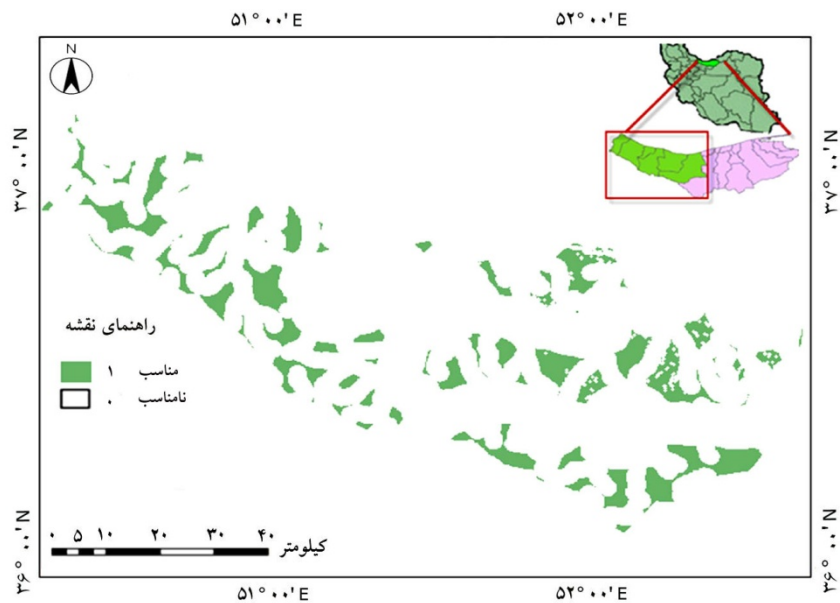 ۵۱°۰۰'E ۵۲°۰۰'E
N
۳۷°۰۰'N ۳۷°۰۰'N
راهنمای نقشه
مناسب ۱
نامناسب ۰
۰ ۵ ۱۰ ۲۰ ۳۰ ۴۰
کیلومتر
۳۶°۰۰'N ۳۶°۰۰'N
۵۱°۰۰'E ۵۲°۰۰'E